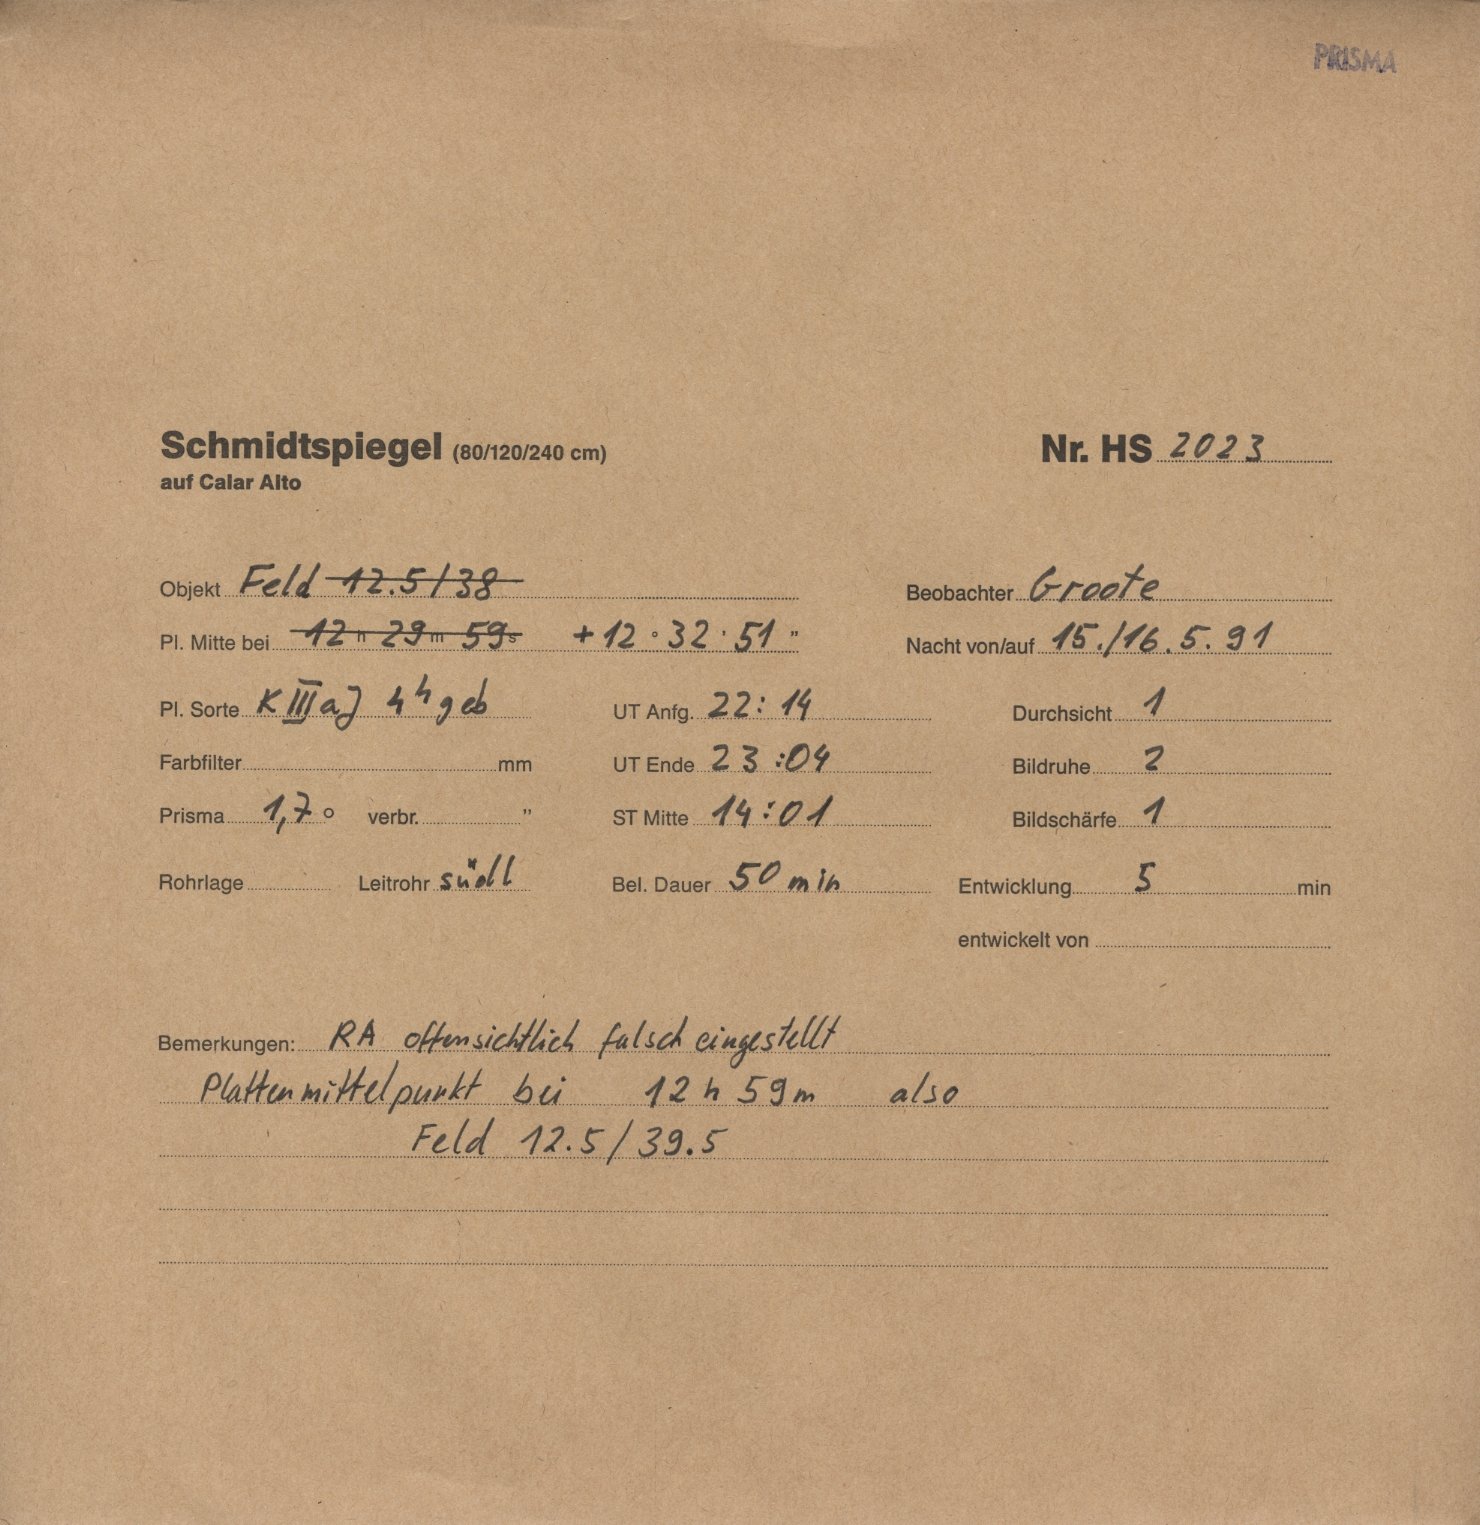 PRISMA
Schmidtspiegel (80/120/240 cm) Nr. HS 2023
auf Calar Alto
Objekt Feld 12.5/38 Beobachter Groote
Pl. Mitte bei 12 h 29 m 59 s +12 ° 32 ' 51 " Nacht von/auf 15./16.5.91
Pl. Sorte K IIIaJ 4h geb UT Anfg. 22:14 Durchsicht 1
Farbfilter mm UT Ende 23:04 Bildruhe 2
Prisma 1,7 ° verbr. " ST Mitte 14:01 Bildschärfe 1
Rohrlage Leitrohr südl Bel. Dauer 50 min Entwicklung 5 min
entwickelt von
Bemerkungen: RA offensichtlich falsch eingestellt
Plattenmittelpunkt bei 12 h 59 m also
Feld 12.5/39.5